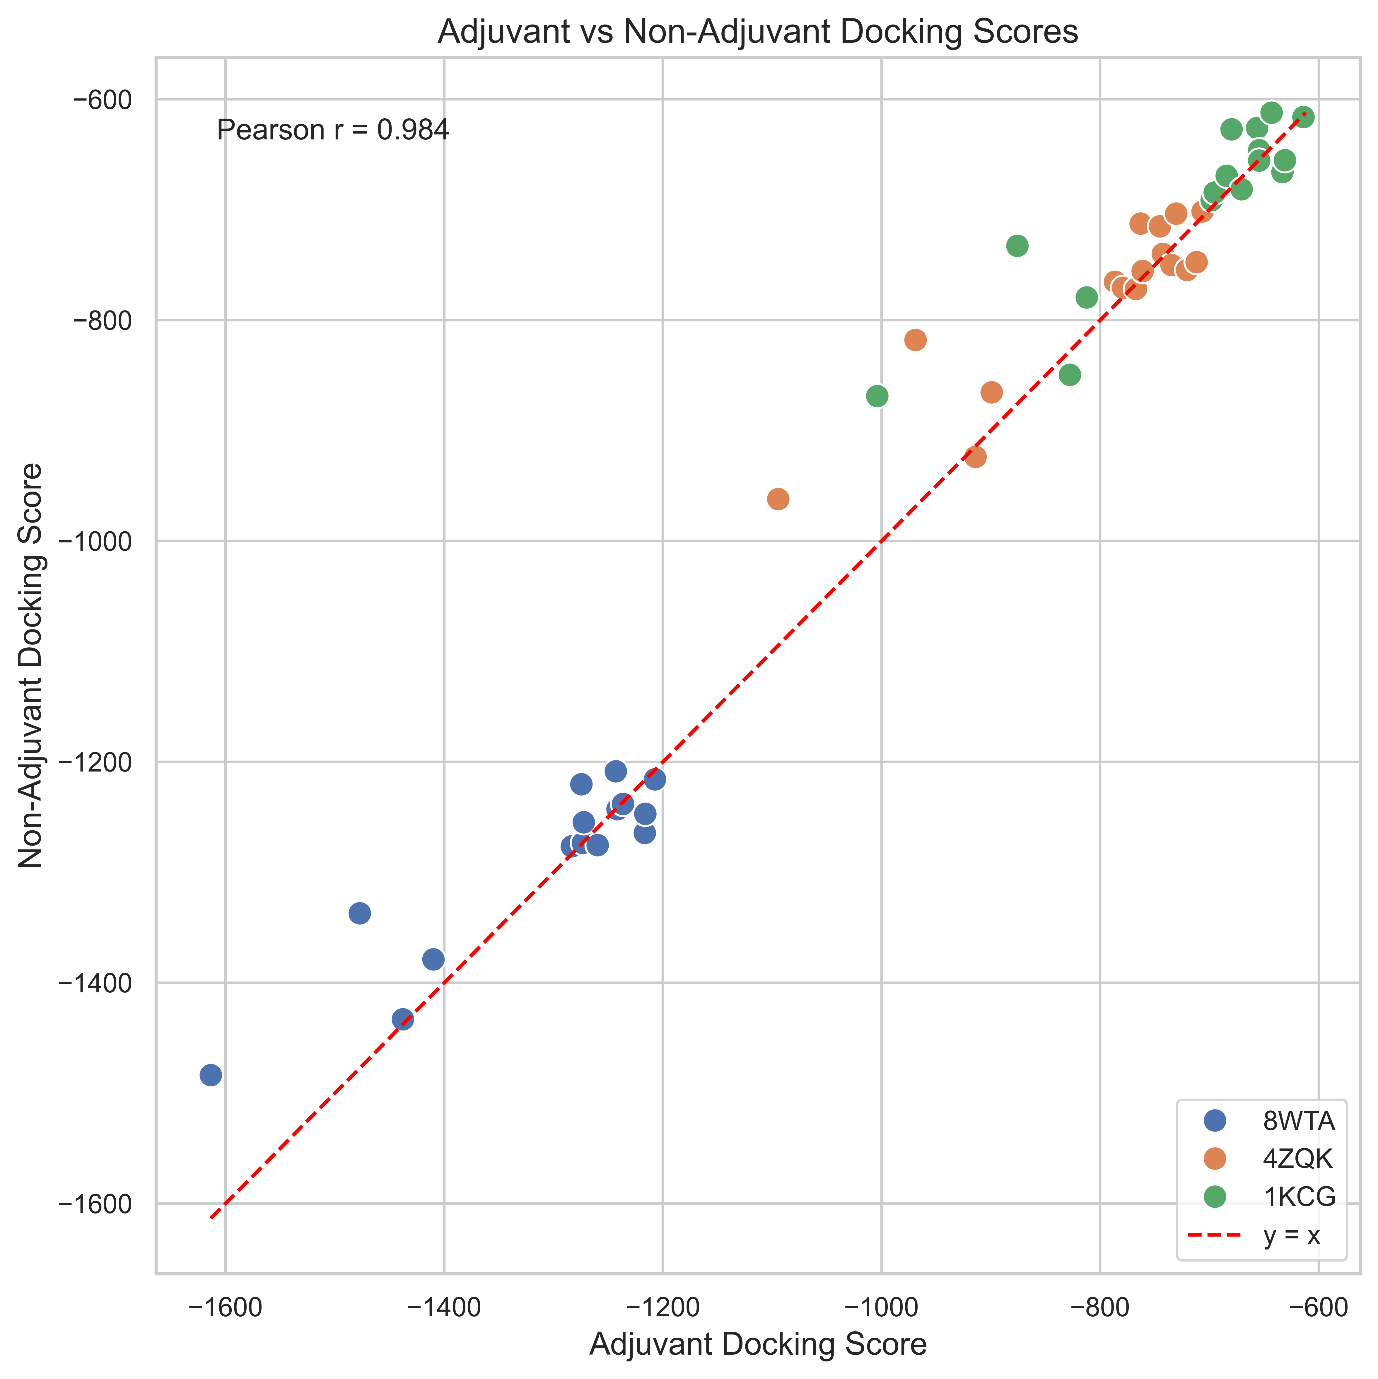 Adjuvant vs Non-Adjuvant Docking Scores
Pearson r = 0.984
Non-Adjuvant Docking Score
−600
−800
−1000
−1200
−1400
−1600
8WTA
4ZQK
1KCG
y = x
−1600 −1400 −1200 −1000 −800 −600
Adjuvant Docking Score